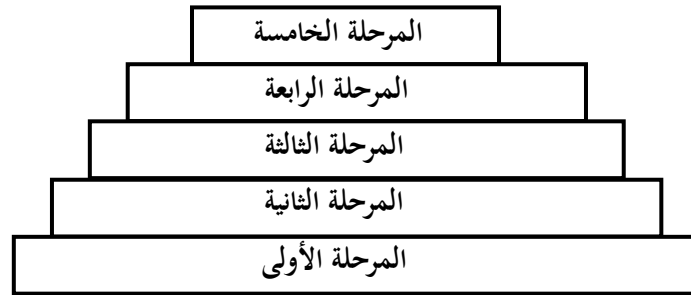 المرحلة الخامسة
المرحلة الرابعة
المرحلة الثالثة
المرحلة الثانية
المرحلة الأولى